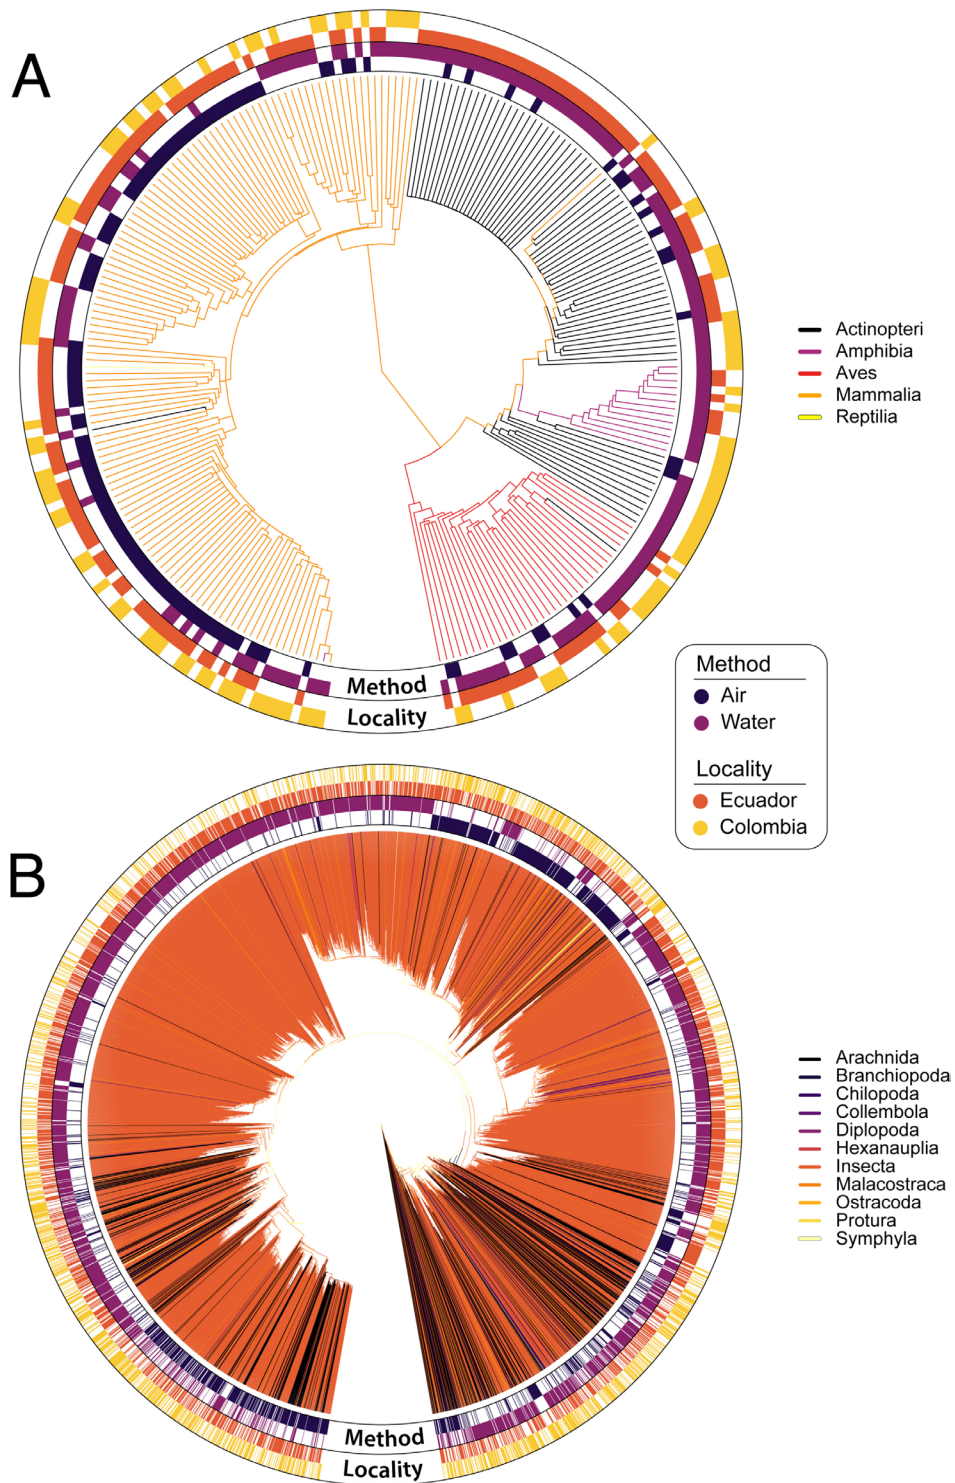 A
Actinopteri
Amphibia
Aves
Mammalia
Reptilia
Method
Air
Water
Locality
Ecuador
Colombia
Method
Locality
B
Arachnida
Branchiopoda
Chilopoda
Collembola
Diplopoda
Hexanauplia
Insecta
Malacostraca
Ostracoda
Protura
Symphyla
Method
Locality